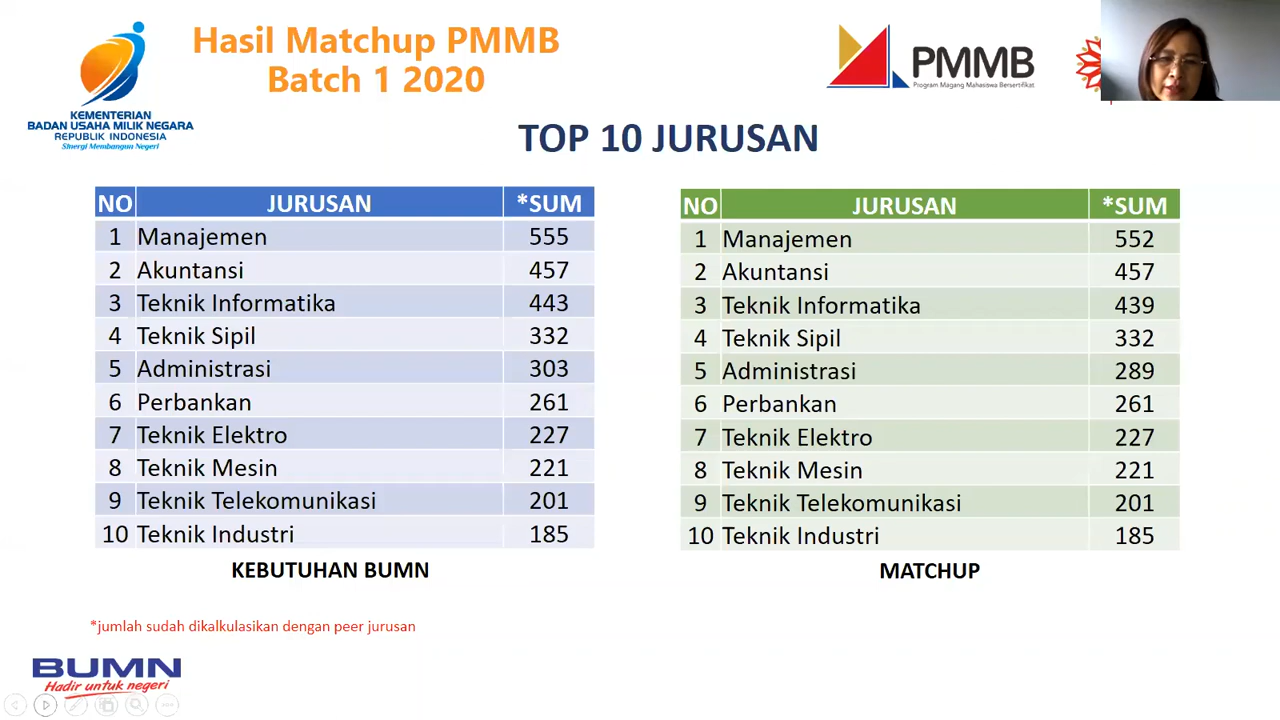 Hasil Matchup PMMB
Batch 1 2020
KEMENTERIAN
BADAN USAHA MILIK NEGARA
REPUBLIK INDONESIA
Sinergi Membangun Negeri
PMMB
Program Magang Mahasiswa Bersertifikat
TOP 10 JURUSAN
NO JURUSAN *SUM
1 Manajemen 555
2 Akuntansi 457
3 Teknik Informatika 443
4 Teknik Sipil 332
5 Administrasi 303
6 Perbankan 261
7 Teknik Elektro 227
8 Teknik Mesin 221
9 Teknik Telekomunikasi 201
10 Teknik Industri 185
KEBUTUHAN BUMN
NO JURUSAN *SUM
1 Manajemen 552
2 Akuntansi 457
3 Teknik Informatika 439
4 Teknik Sipil 332
5 Administrasi 289
6 Perbankan 261
7 Teknik Elektro 227
8 Teknik Mesin 221
9 Teknik Telekomunikasi 201
10 Teknik Industri 185
MATCHUP
*jumlah sudah dikalkulasikan dengan peer jurusan
BUMN
Hadir untuk negeri